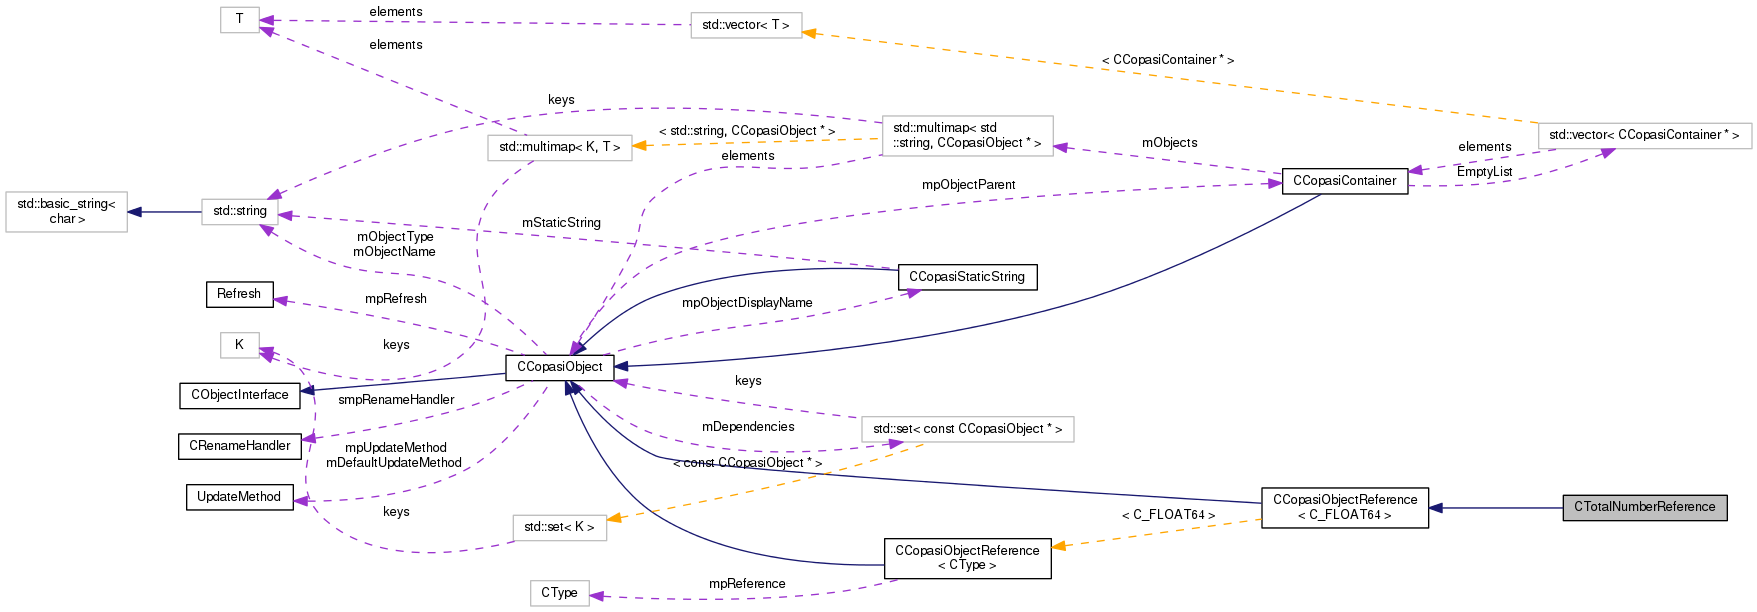 T
elements
std::vector< T >
elements
< CCopasiContainer * >
keys
std::multimap< K, T >
< std::string, CCopasiObject * >
std::multimap< std
::string, CCopasiObject * >
elements
mObjects
std::vector< CCopasiContainer * >
elements
EmptyList
CCopasiContainer
mpObjectParent
std::basic_string<
char >
std::string
mStaticString
mObjectType
mObjectName
CCopasiStaticString
Refresh
mpRefresh
mpObjectDisplayName
K
keys
CCopasiObject
CObjectInterface
keys
smpRenameHandler
mDependencies
std::set< const CCopasiObject * >
CRenameHandler
mpUpdateMethod
mDefaultUpdateMethod
< const CCopasiObject * >
UpdateMethod
keys
std::set< K >
CCopasiObjectReference
< C_FLOAT64 >
CTotalNumberReference
< C_FLOAT64 >
CCopasiObjectReference
< CType >
mpReference
CType